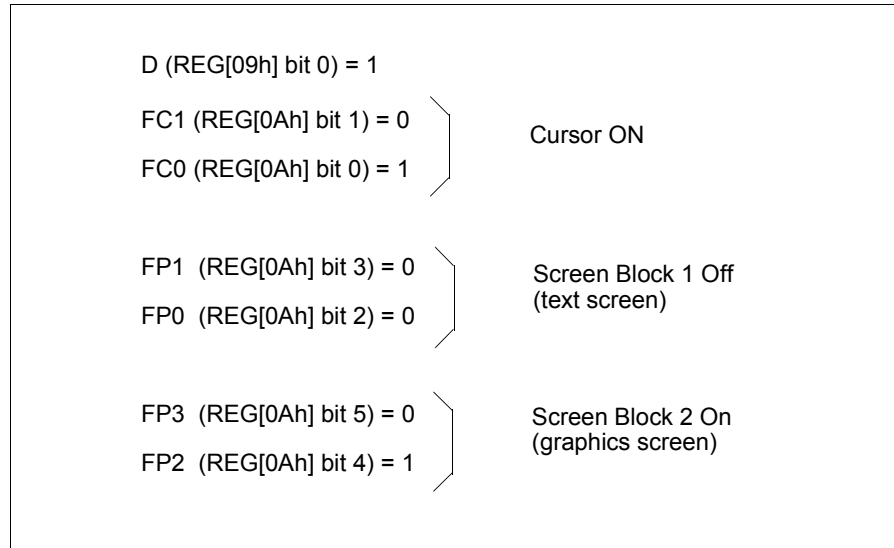 D (REG[09h] bit 0) = 1
FC1 (REG[0Ah] bit 1) = 0
FC0 (REG[0Ah] bit 0) = 1
Cursor ON
FP1 (REG[0Ah] bit 3) = 0
FP0 (REG[0Ah] bit 2) = 0
Screen Block 1 Off
(text screen)
FP3 (REG[0Ah] bit 5) = 0
FP2 (REG[0Ah] bit 4) = 1
Screen Block 2 On
(graphics screen)